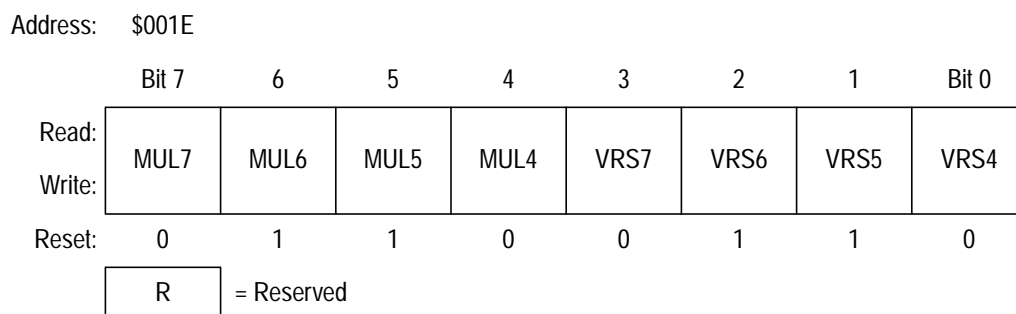 Address: $001E
Bit 7 6 5 4 3 2 1 Bit 0
Read:
MUL7 MUL6 MUL5 MUL4 VRS7 VRS6 VRS5 VRS4
Write:
Reset: 0 1 1 0 0 1 1 0
R = Reserved